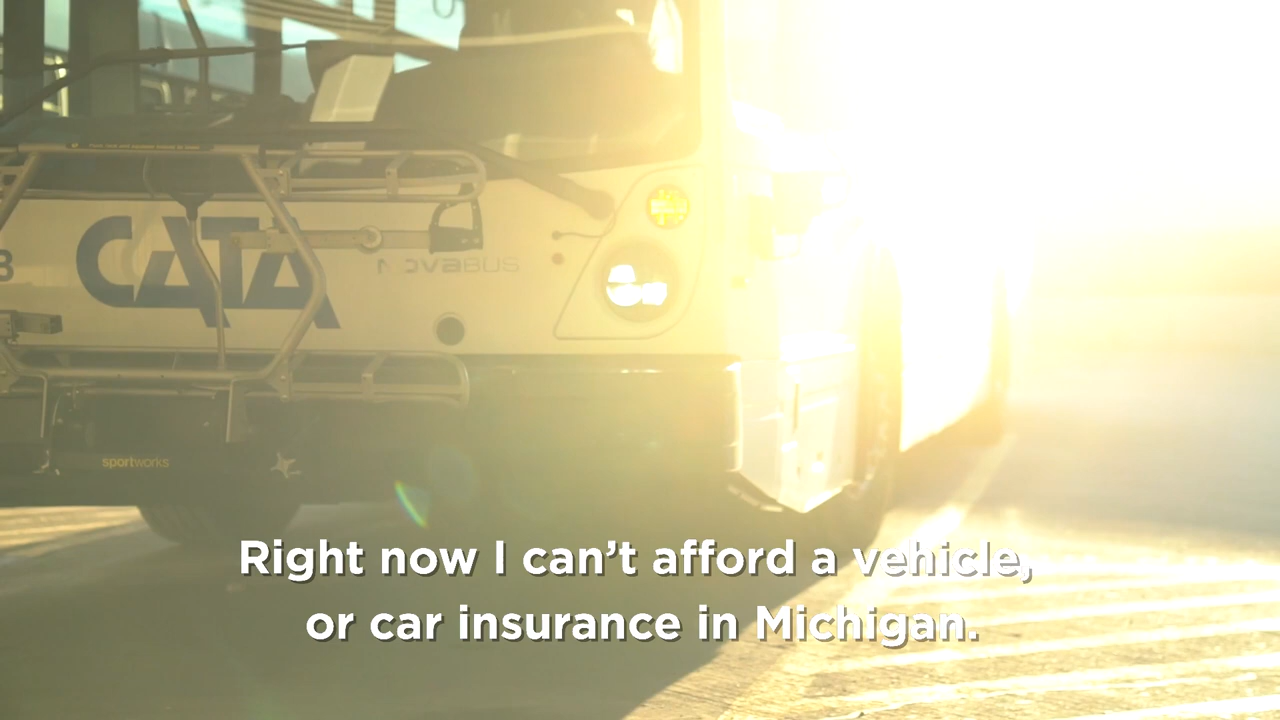 CATA
NOVABUS
sportworks
Right now I can’t afford a vehicle,
or car insurance in Michigan.